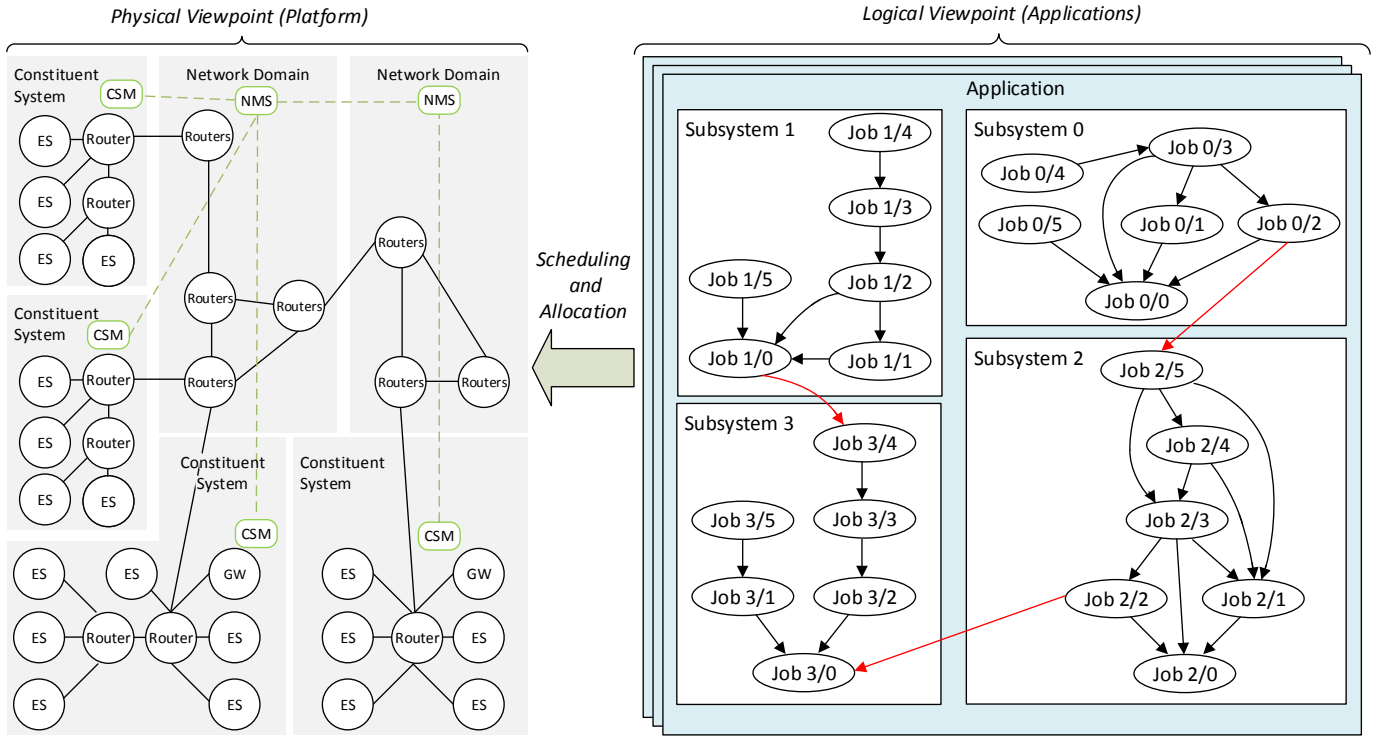 Physical Viewpoint (Platform)
Constituent
System
CSM
ES
Router
ES
Router
ES
ES
Constituent
System
CSM
ES
Router
ES
Router
ES
ES
Network Domain
NMS
Routers
Routers
Routers
Routers
Network Domain
NMS
Routers
Routers
Routers
Constituent
System
CSM
ES
ES
GW
ES
Router
Router
ES
ES
ES
Constituent
System
CSM
ES
GW
ES
Router
ES
ES
ES
Scheduling
and
Allocation
Logical Viewpoint (Applications)
Application
Subsystem 1
Job 1/4
Job 1/3
Job 1/5
Job 1/2
Job 1/0
Job 1/1
Subsystem 0
Job 0/3
Job 0/4
Job 0/5
Job 0/1
Job 0/2
Job 0/0
Subsystem 3
Job 3/4
Job 3/5
Job 3/3
Job 3/1
Job 3/2
Job 3/0
Subsystem 2
Job 2/5
Job 2/4
Job 2/3
Job 2/2
Job 2/1
Job 2/0